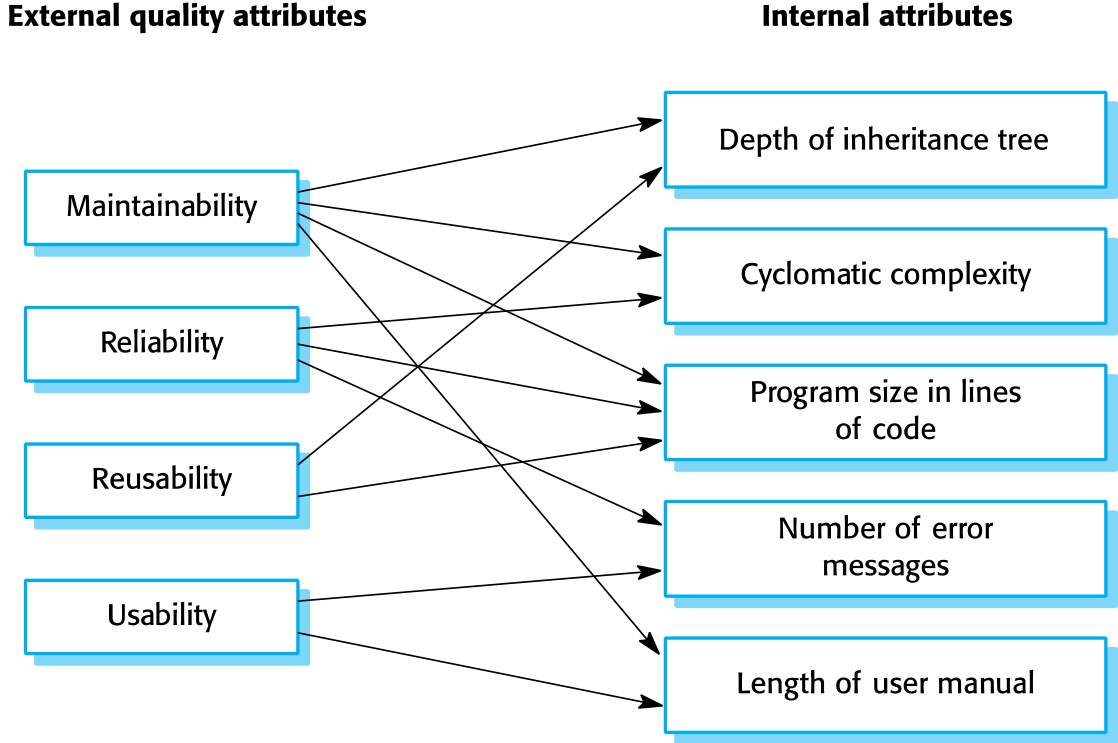 External quality attributes
Internal attributes
Maintainability
Reliability
Reusability
Usability
Depth of inheritance tree
Cyclomatic complexity
Program size in lines
of code
Number of error
messages
Length of user manual